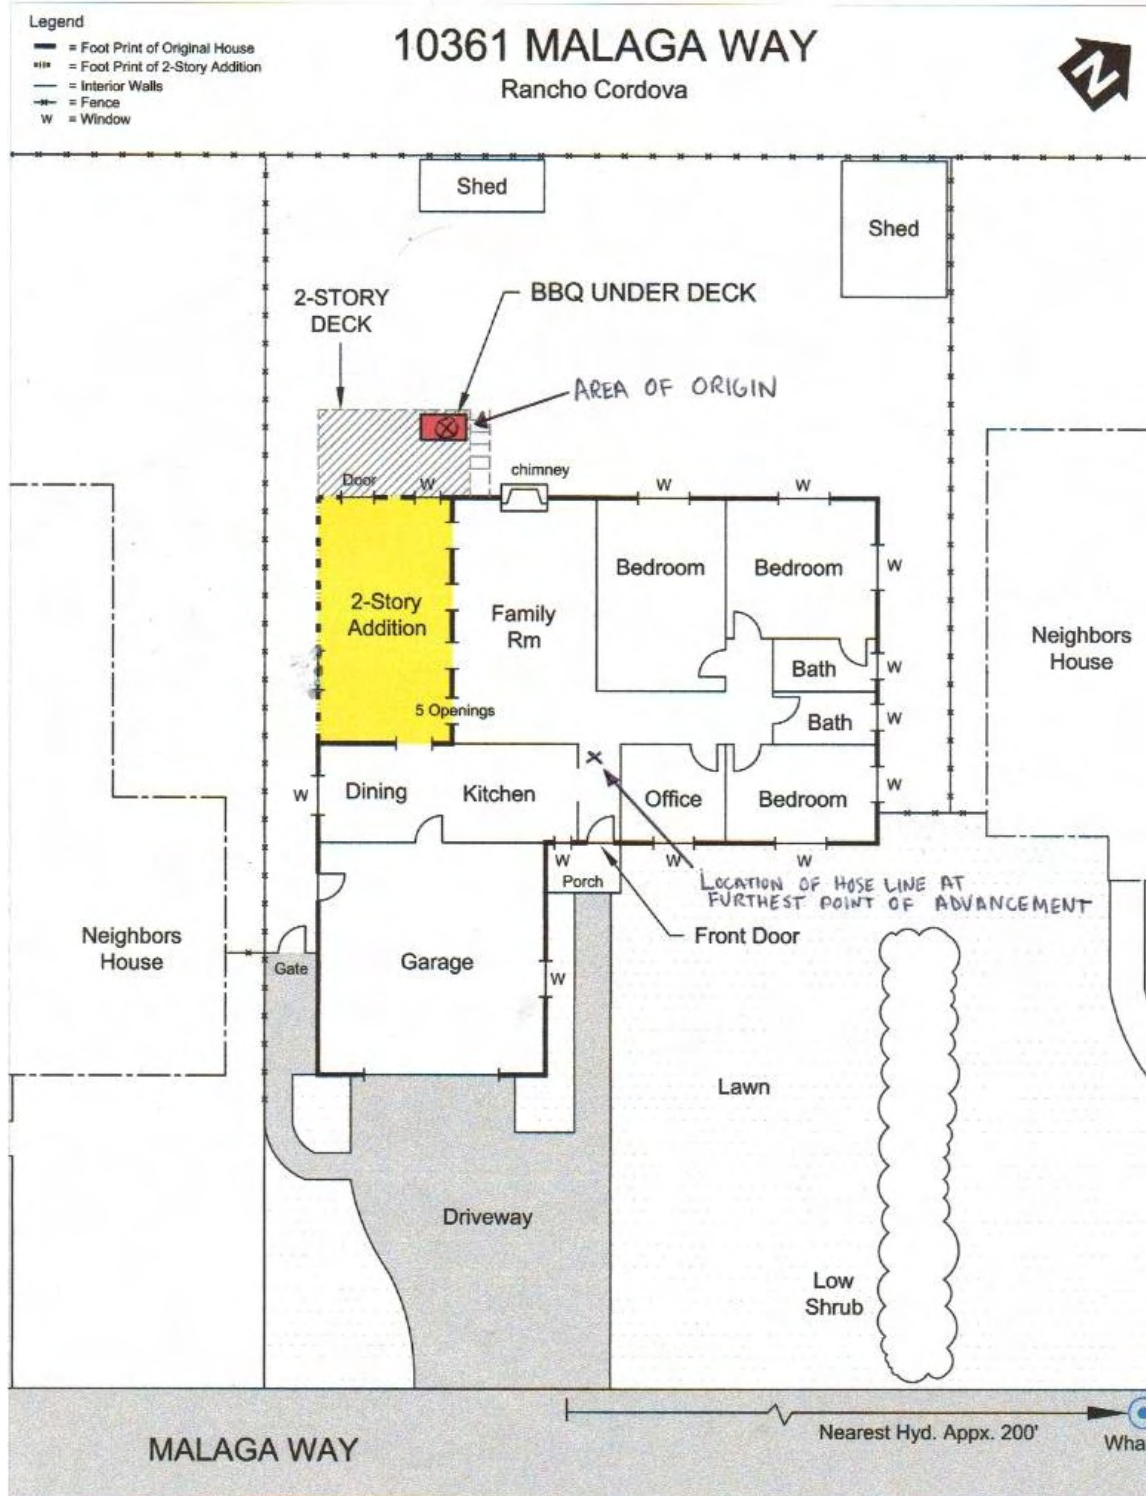 Legend
= Foot Print of Original House
= Foot Print of 2-Story Addition
= Interior Walls
= Fence
W = Window
10361 MALAGA WAY
Rancho Cordova
N
Shed
Shed
2-STORY
DECK
BBQ UNDER DECK
AREA OF ORIGIN
Door
W
chimney
W
W
2-Story
Addition
Family
Rm
Bedroom
Bedroom
W
Neighbors
House
Bath
W
5 Openings
Bath
W
W
Dining
Kitchen
Office
Bedroom
W
W
W
W
Porch
LOCATION OF HOSE LINE AT
FURTHEST POINT OF ADVANCEMENT
Front Door
Neighbors
House
Gate
Garage
W
Lawn
Driveway
Low
Shrub
MALAGA WAY
Nearest Hyd. Appx. 200'
Wha